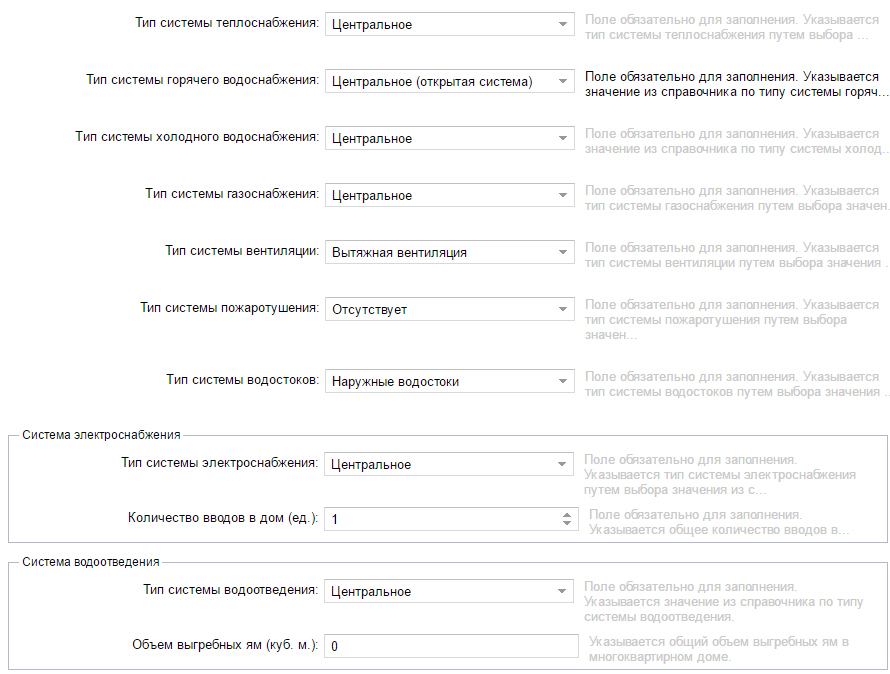 Тип системы теплоснабжения: Центральное Поле обязательно для заполнения. Указывается
тип системы теплоснабжения путем выбора ...
Тип системы горячего водоснабжения: Центральное (открытая система) Поле обязательно для заполнения. Указывается
значение из справочника по типу системы горяч...
Тип системы холодного водоснабжения: Центральное Поле обязательно для заполнения. Указывается
значение из справочника по типу системы холод...
Тип системы газоснабжения: Центральное Поле обязательно для заполнения. Указывается
тип системы газоснабжения путем выбора значен...
Тип системы вентиляции: Вытяжная вентиляция Поле обязательно для заполнения. Указывается
тип системы вентиляции путем выбора значения ...
Тип системы пожаротушения: Отсутствует Поле обязательно для заполнения. Указывается
тип системы пожаротушения путем выбора
значен...
Тип системы водостоков: Наружные водостоки Поле обязательно для заполнения. Указывается
тип системы водостоков путем выбора значения ...
Система электроснабжения
Тип системы электроснабжения: Центральное Поле обязательно для заполнения.
Указывается тип системы электроснабжения
путем выбора значения из с...
Количество вводов в дом (ед.): 1 Поле обязательно для заполнения.
Указывается общее количество вводов в...
Система водоотведения
Тип системы водоотведения: Центральное Поле обязательно для заполнения.
Указывается значение из справочника по типу
системы водоотведения.
Объем выгребных ям (куб. м.): 0 Указывается общий объем выгребных ям в
многоквартирном доме.